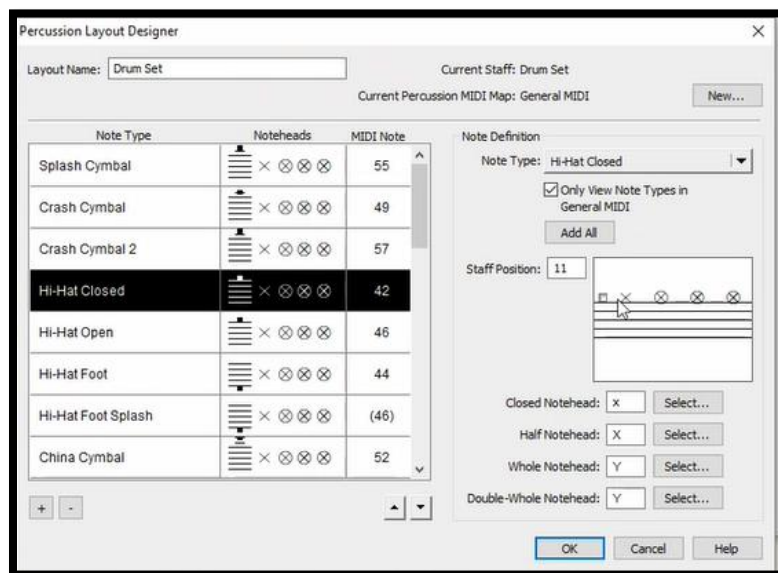 Percussion Layout Designer
Layout Name: Drum Set
Current Staff: Drum Set
Current Percussion MIDI Map: General MIDI
New...
Note Type Noteheads MIDI Note
Splash Cymbal 55
Crash Cymbal 49
Crash Cymbal 2 57
Hi-Hat Closed 42
Hi-Hat Open 46
Hi-Hat Foot 44
Hi-Hat Foot Splash (46)
China Cymbal 52
+ -
Note Definition
Note Type: Hi-Hat Closed
Only View Note Types in
General MIDI
Add All
Staff Position: 11
Closed Notehead: x Select...
Half Notehead: X Select...
Whole Notehead: Y Select...
Double-Whole Notehead: Y Select...
OK Cancel Help